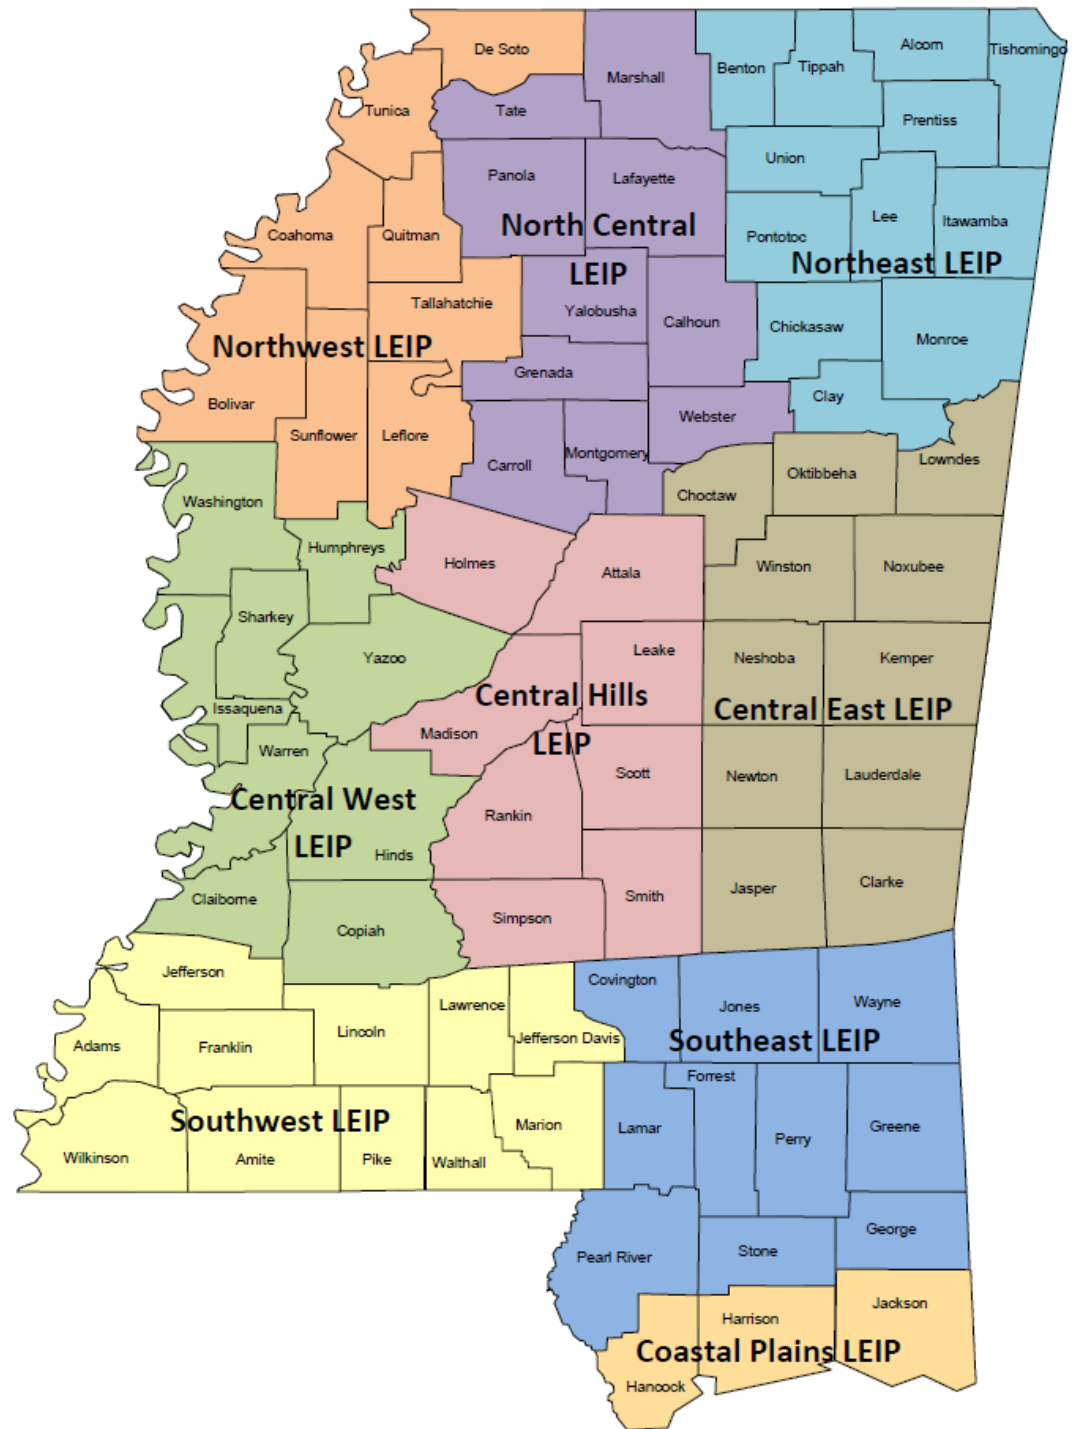 De Soto
Marshall
Benton
Tippah
Alcorn
Tishomingo
Tunica
Tate
Prentiss
Union
Panola
Lafayette
Lee
Itawamba
Coahoma
Quitman
North Central
LEIP
Pontotoc
Northeast LEIP
Tallahatchie
Yalobusha
Calhoun
Chickasaw
Monroe
Northwest LEIP
Grenada
Bolivar
Sunflower
Leflore
Webster
Clay
Carroll
Montgomery
Choctaw
Oktibbeha
Lowndes
Washington
Humphreys
Holmes
Attala
Winston
Noxubee
Sharkey
Yazoo
Leake
Neshoba
Kemper
Issaquena
Central Hills
LEIP
Central East LEIP
Warren
Madison
Scott
Newton
Lauderdale
Central West
LEIP
Hinds
Rankin
Claiborne
Copiah
Simpson
Smith
Jasper
Clarke
Jefferson
Lawrence
Covington
Jones
Wayne
Adams
Franklin
Lincoln
Jefferson Davis
Southeast LEIP
Southwest LEIP
Marion
Lamar
Forrest
Perry
Greene
Wilkinson
Amite
Pike
Walthall
Pearl River
Stone
George
Harrison
Jackson
Coastal Plains LEIP
Hancock